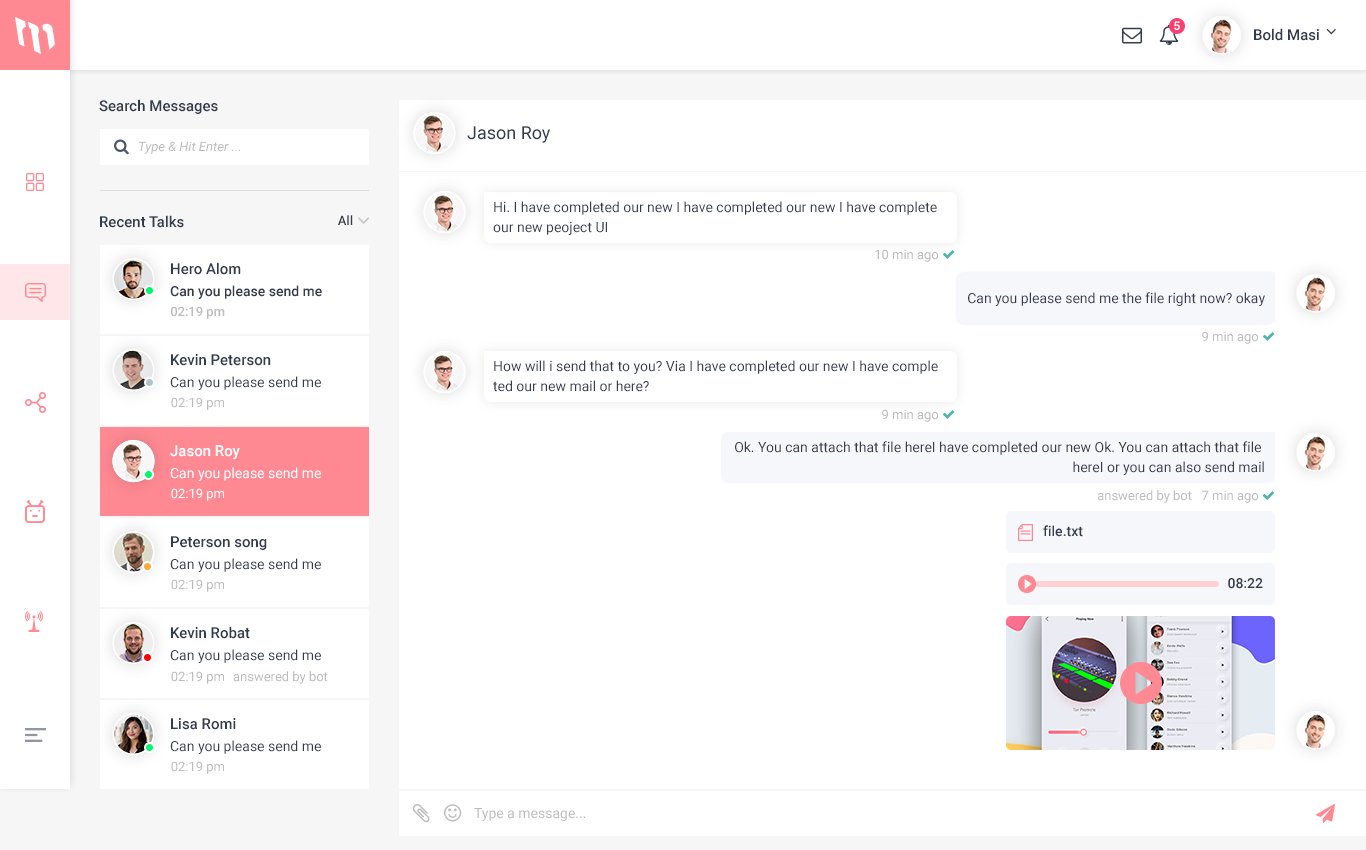 5
Bold Masi
Search Messages
Type & Hit Enter ...
Recent Talks
All
Hero Alom
Can you please send me
02:19 pm
Kevin Peterson
Can you please send me
02:19 pm
Jason Roy
Can you please send me
02:19 pm
Peterson song
Can you please send me
02:19 pm
Kevin Robat
Can you please send me
02:19 pm answered by bot
Lisa Romi
Can you please send me
02:19 pm
Jason Roy
Hi. I have completed our new I have completed our new I have complete
our new peoject UI
10 min ago
Can you please send me the file right now? okay
9 min ago
How will i send that to you? Via I have completed our new I have comple
ted our new mail or here?
9 min ago
Ok. You can attach that file hereI have completed our new Ok. You can attach that file
hereI or you can also send mail
answered by bot 7 min ago
file.txt
08:22
Playing Now
Type a message...